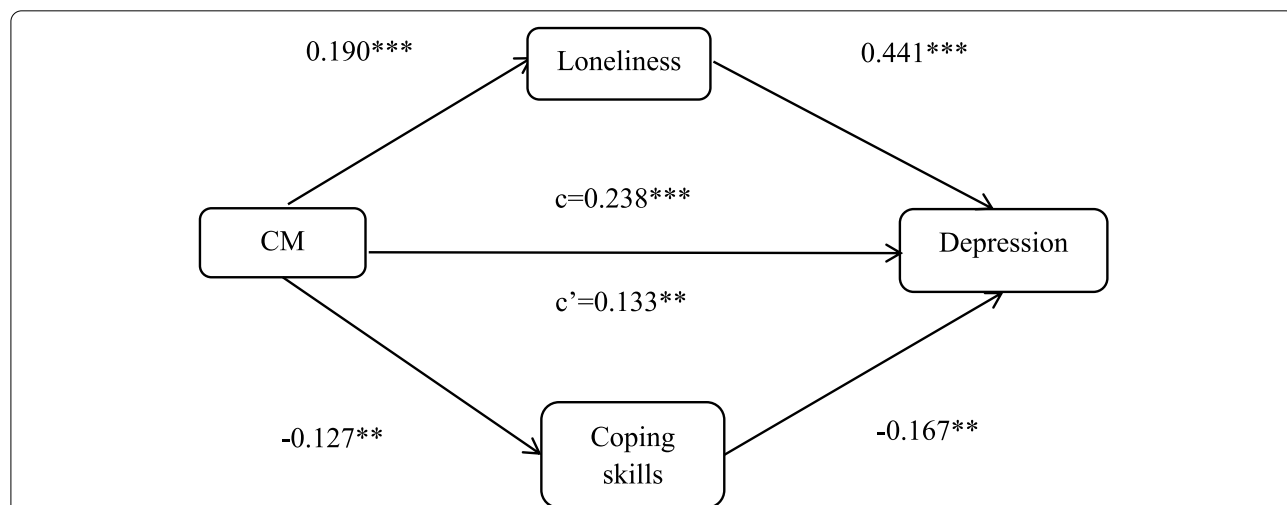 0.190***
Loneliness
0.441***
c=0.238***
CM
Depression
c’=0.133**
-0.127**
Coping
skills
-0.167**